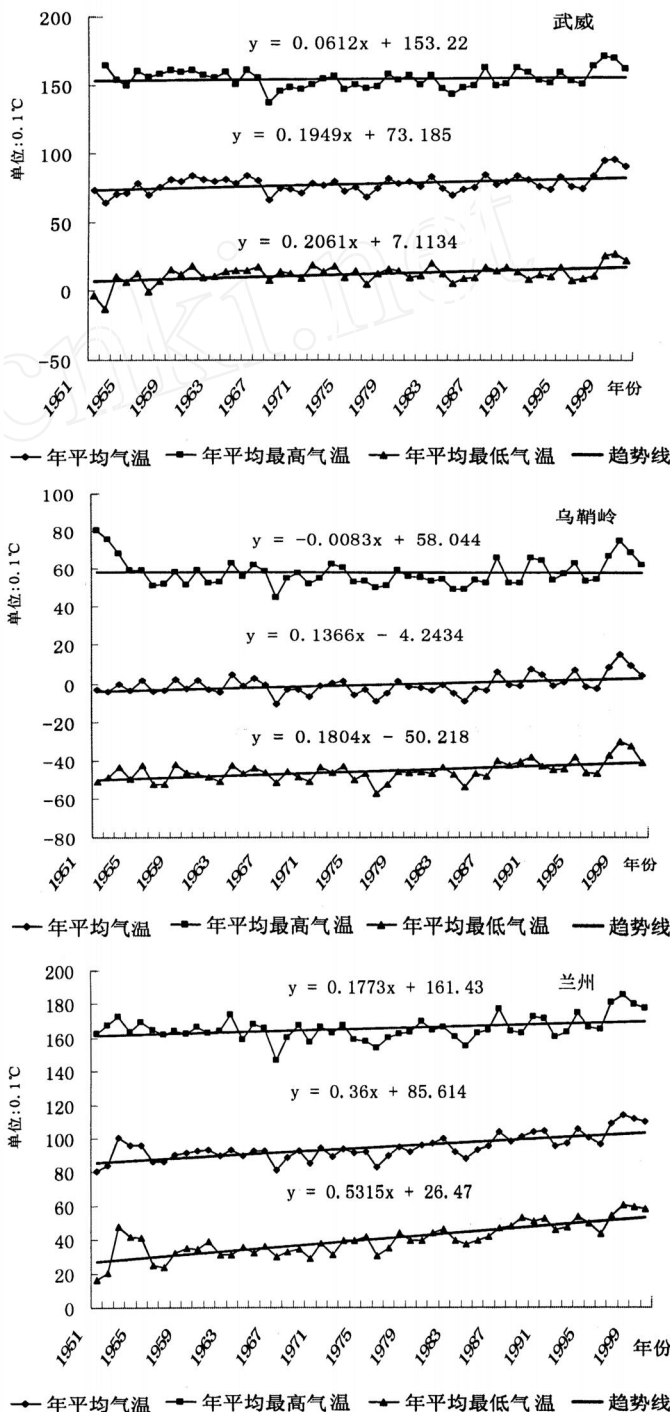 武威
200
y = 0.0612x + 153.22
150
单位:0.1℃
y = 0.1949x + 73.185
100
50
y = 0.2061x + 7.1134
0
-50
1951 1955 1959 1963 1967 1971 1975 1979 1983 1987 1991 1995 1999 年份
年平均气温 年平均最高气温 年平均最低气温 趋势线
乌鞘岭
100
80
y = -0.0083x + 58.044
60
单位:0.1℃
40
20
y = 0.1366x - 4.2434
0
-20
y = 0.1804x - 50.218
-40
-60
-80
1951 1955 1959 1963 1967 1971 1975 1979 1983 1987 1991 1995 1999 年份
年平均气温 年平均最高气温 年平均最低气温 趋势线
兰州
200
y = 0.1773x + 161.43
180
160
单位:0.1℃
140
120
y = 0.36x + 85.614
100
80
60
y = 0.5315x + 26.47
40
20
0
1951 1955 1959 1963 1967 1971 1975 1979 1983 1987 1991 1995 1999 年份
年平均气温 年平均最高气温 年平均最低气温 趋势线
cnki.net